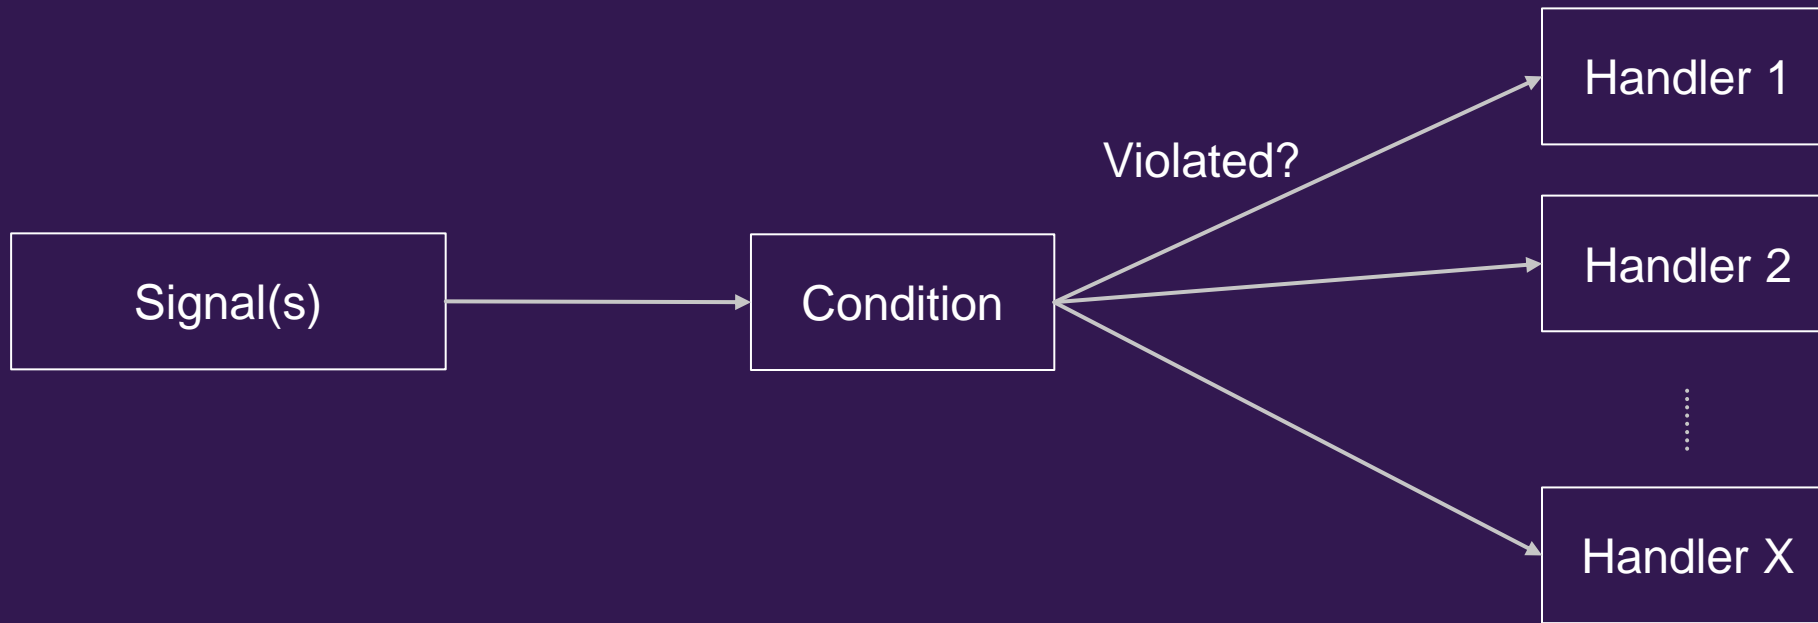 Signal(s)
Condition
Violated?
Handler 1
Handler 2
Handler X